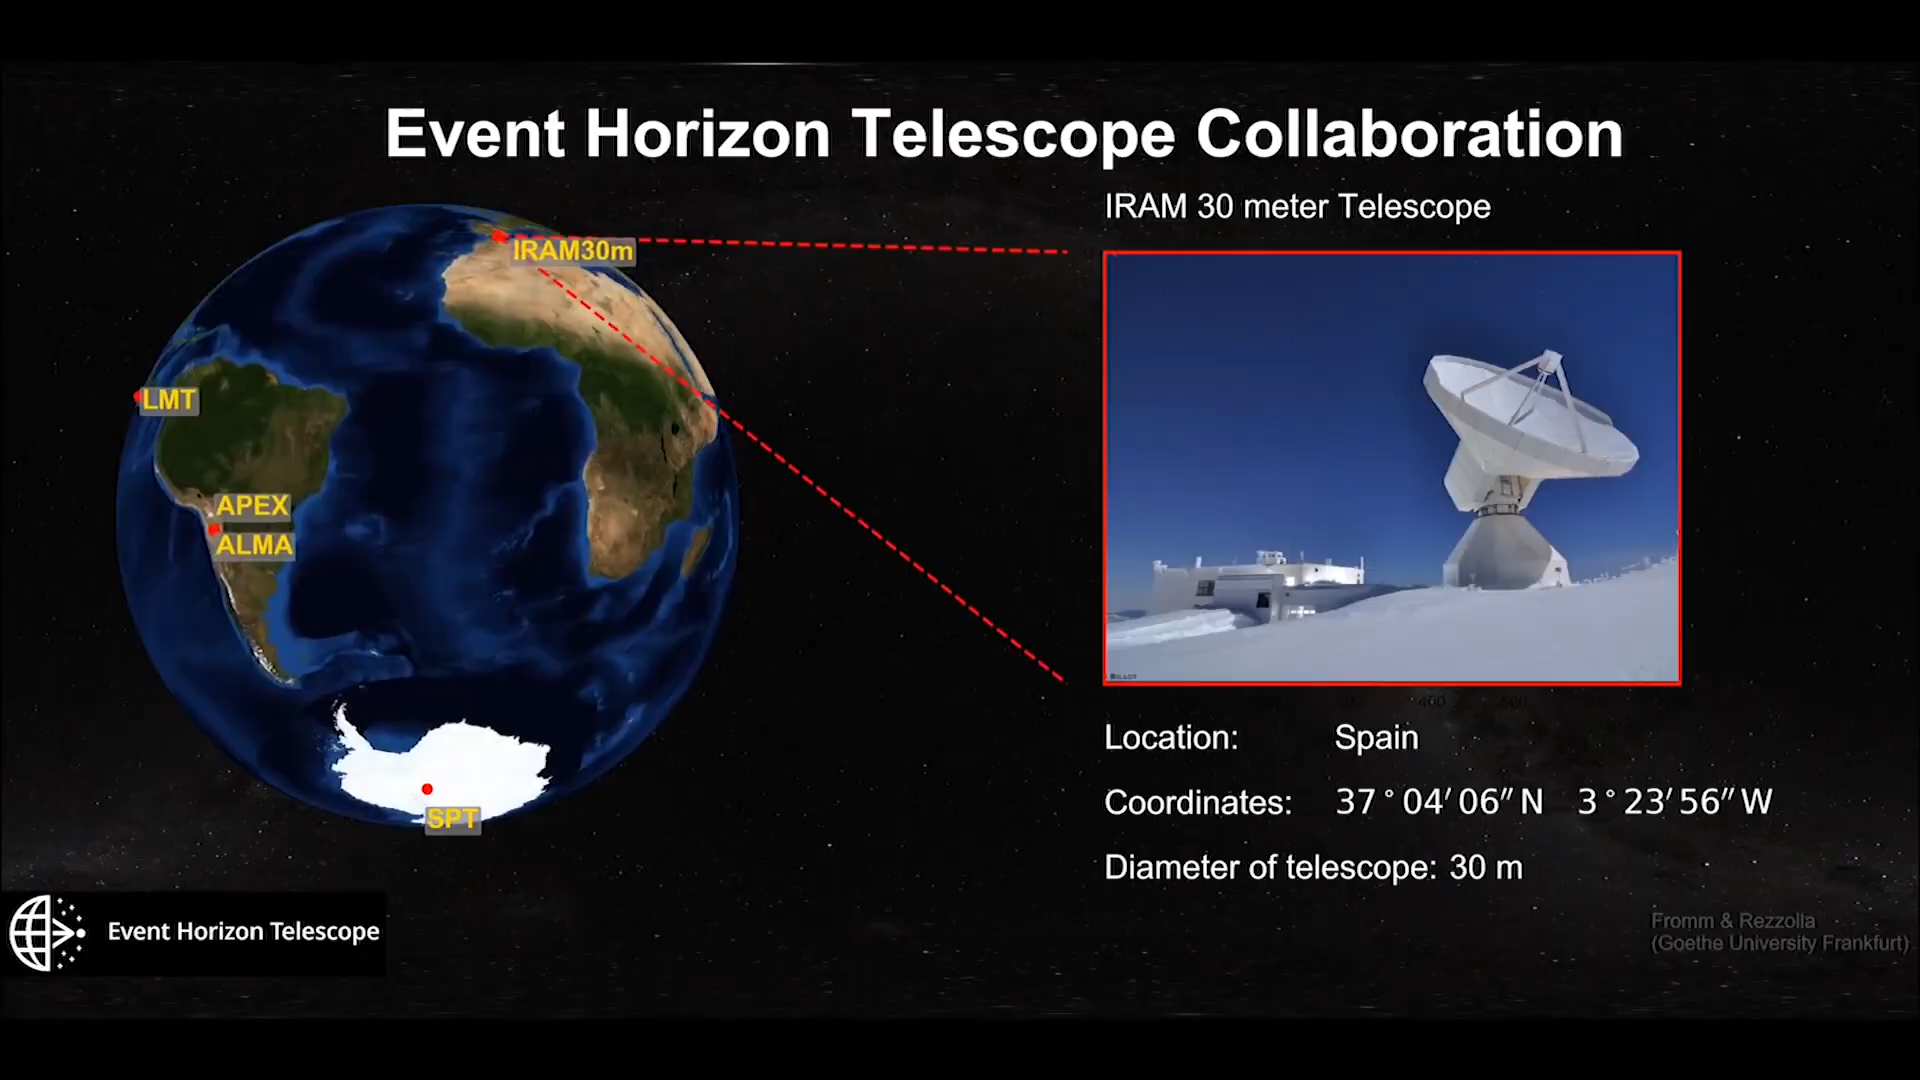 Event Horizon Telescope Collaboration
IRAM 30 meter Telescope
IRAM30m
LMT
APEX
ALMA
SPT
Location: Spain
Coordinates: 37°04′06″N 3°23′56″W
Diameter of telescope: 30 m
Event Horizon Telescope
Fromm & Rezzolla
(Goethe University Frankfurt)